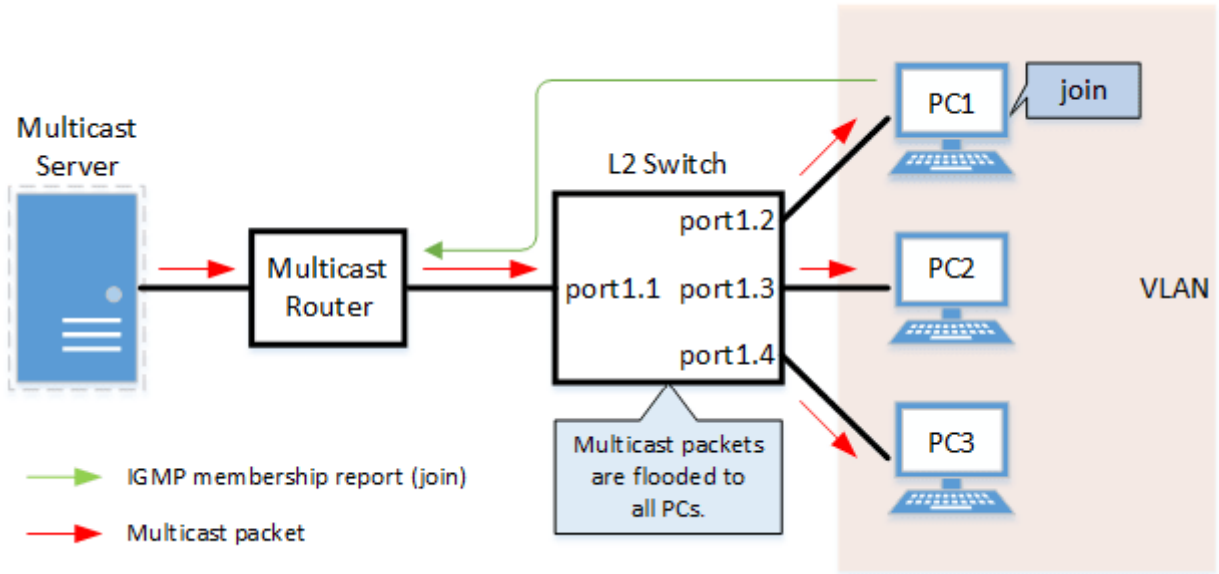 Multicast
Server
Multicast
Router
L2 Switch
port1.1
port1.2
port1.3
port1.4
Multicast packets
are flooded to
all PCs.
PC1
join
PC2
PC3
VLAN
IGMP membership report (join)
Multicast packet